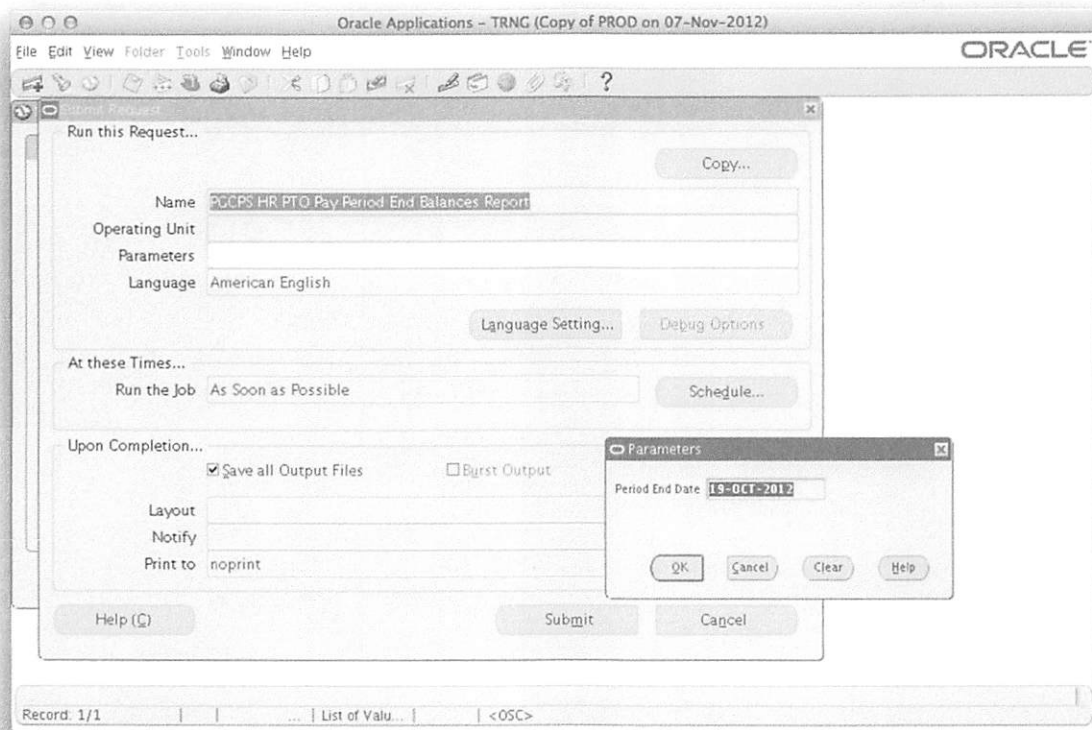 Oracle Applications – TRNG (Copy of PROD on 07-Nov-2012)
File Edit View Folder Tools Window Help
ORACLE
?
Submit Request
Run this Request...
Copy...
Name PGCPS HR PTO Pay Period End Balances Report
Operating Unit
Parameters
Language American English
Language Setting... Debug Options
At these Times...
Run the Job As Soon as Possible Schedule...
Upon Completion...
Save all Output Files Burst Output
Layout
Notify
Print to noprint
Help (C) Submit Cancel
Parameters
Period End Date 19-OCT-2012
OK Cancel Clear Help
Record: 1/1 ... List of Valu... <OSC>